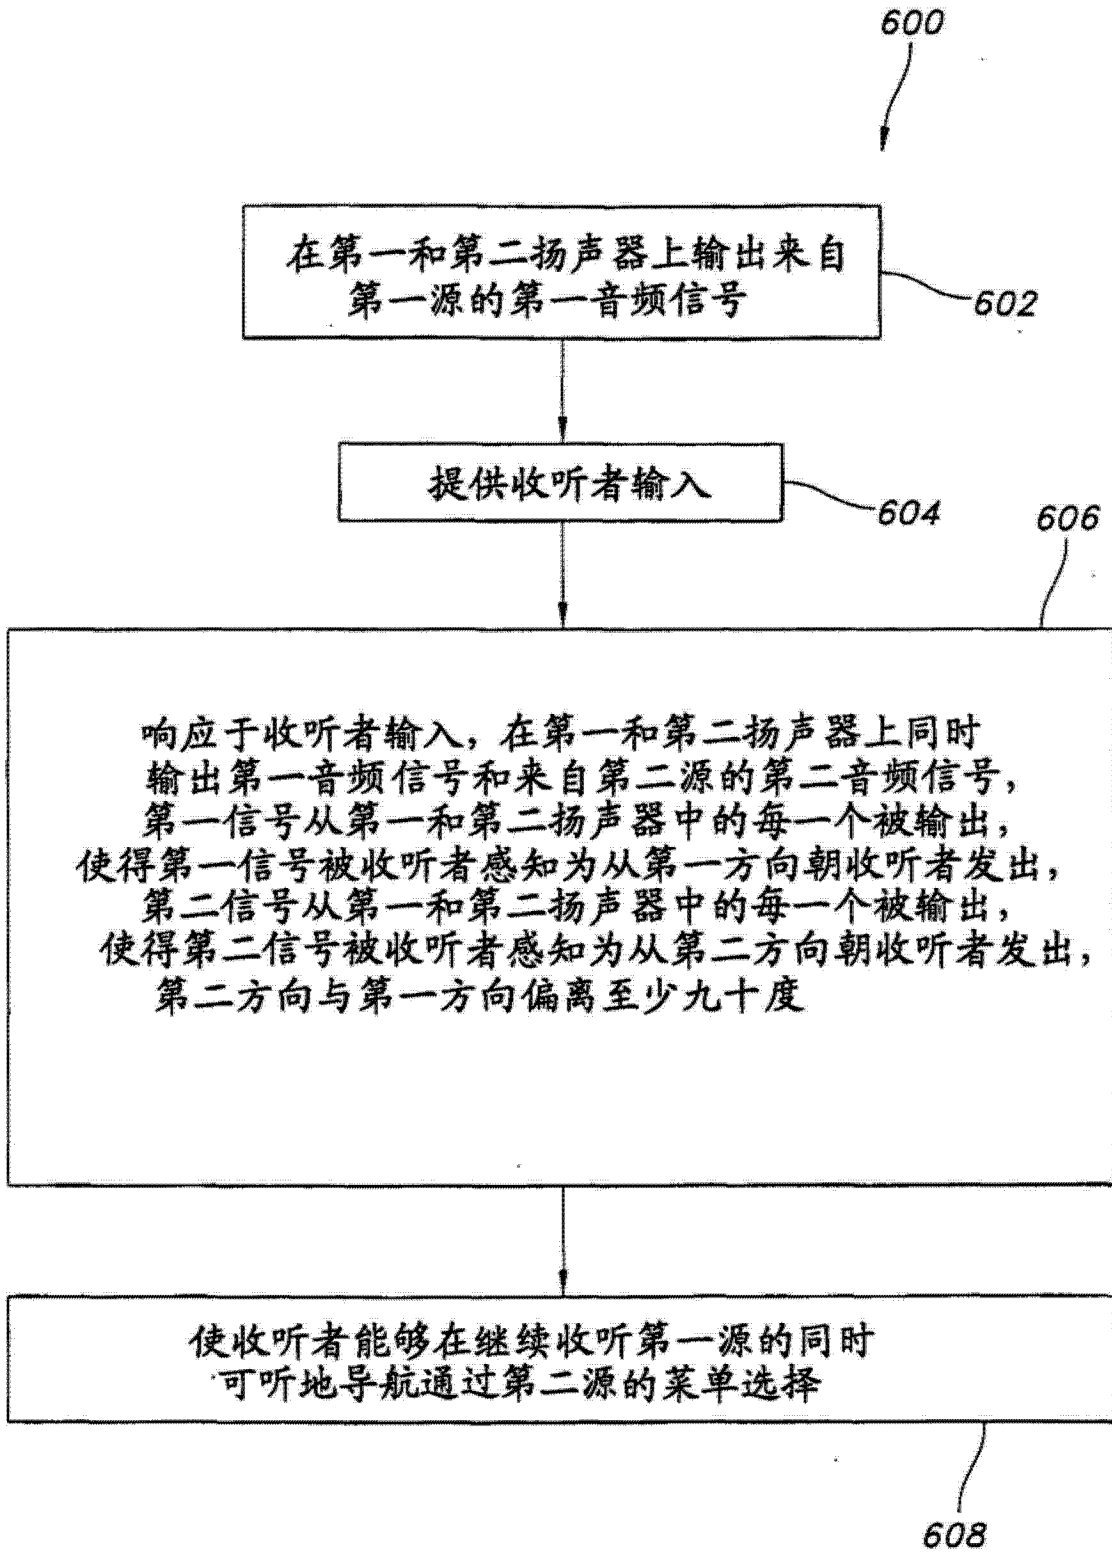 600
在第一和第二扬声器上输出来自
第一源的第一音频信号
602
提供收听者输入
604
606
响应于收听者输入，在第一和第二扬声器上同时
输出第一音频信号和来自第二源的第二音频信号，
第一信号从第一和第二扬声器中的每一个被输出，
使得第一信号被收听者感知为从第一方向朝收听者发出，
第二信号从第一和第二扬声器中的每一个被输出，
使得第二信号被收听者感知为从第二方向朝收听者发出，
第二方向与第一方向偏离至少九十度
使收听者能够在继续收听第一源的同时
可听地导航通过第二源的菜单选择
608